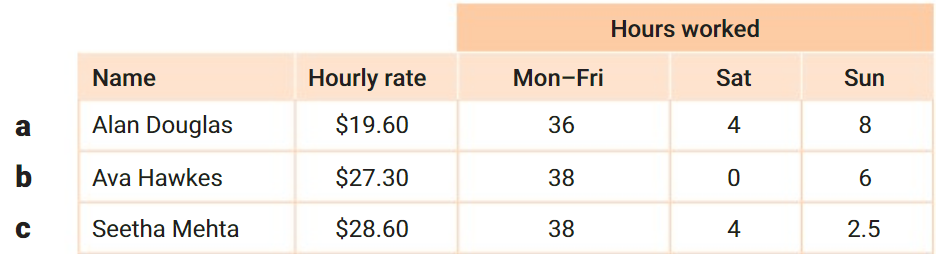 Hours worked
Name Hourly rate Mon–Fri Sat Sun
a Alan Douglas $19.60 36 4 8
b Ava Hawkes $27.30 38 0 6
c Seetha Mehta $28.60 38 4 2.5